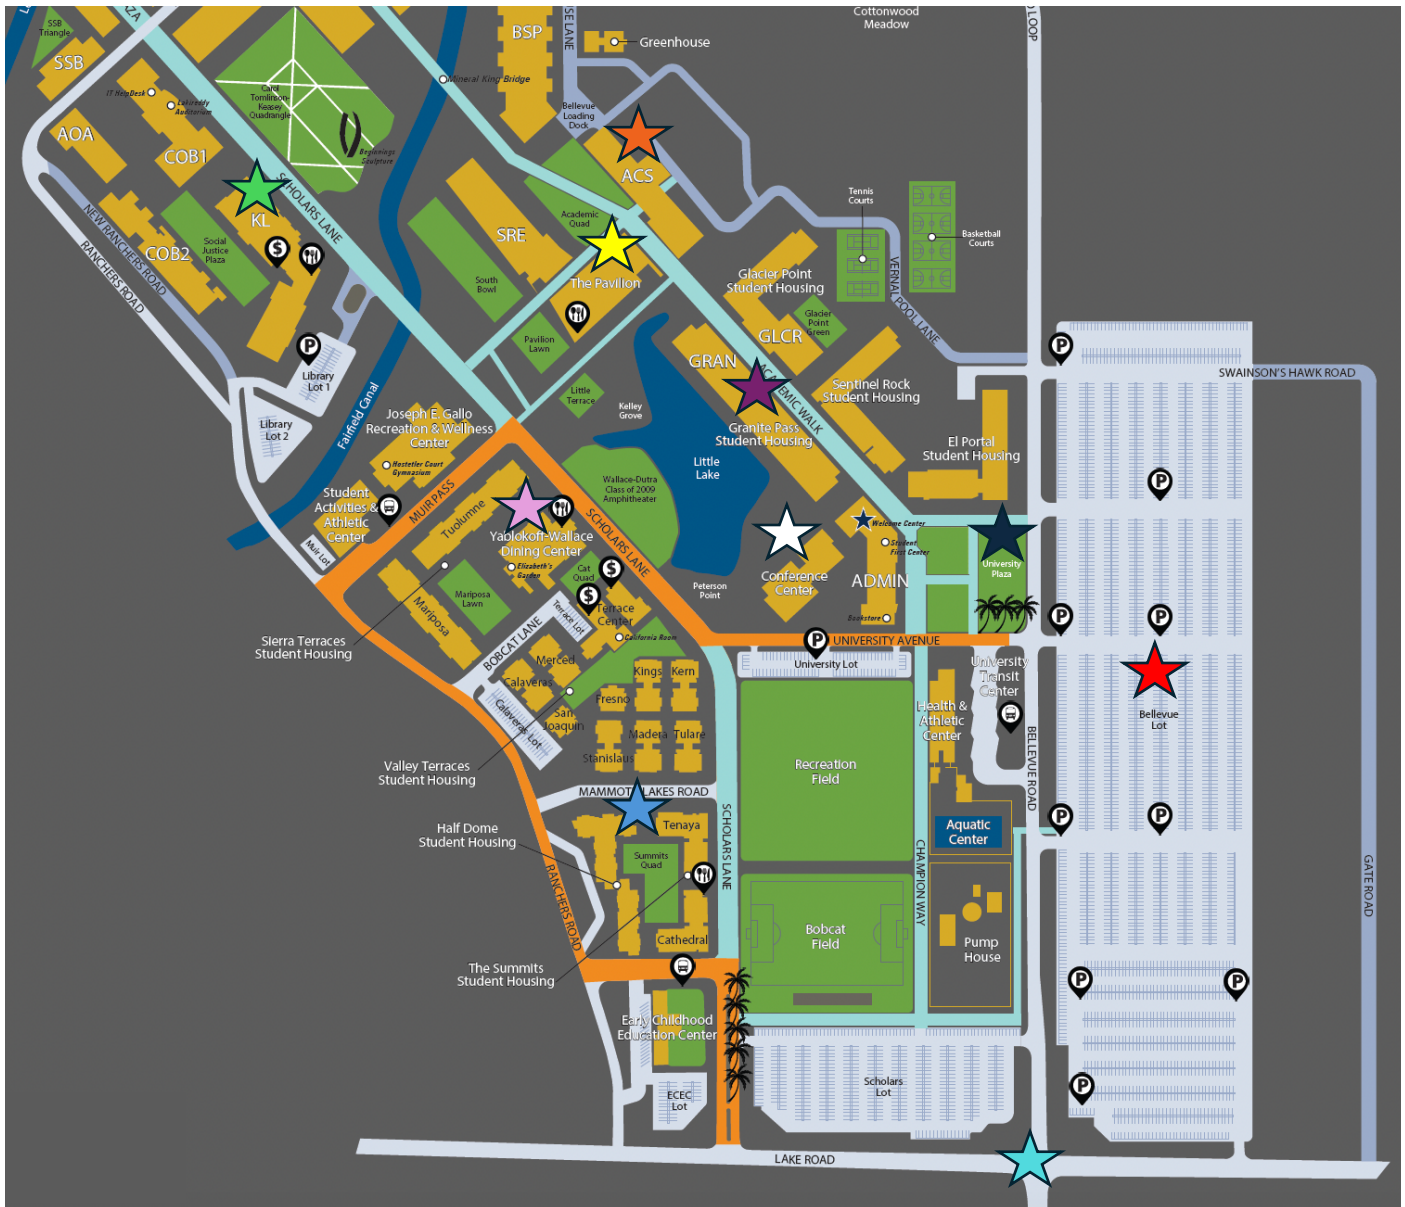 Cottonwood
Meadow
SSB
Triangle
SSB
BSP
Greenhouse
Mineral King Bridge
IT HelpDesk
Lakireddy
Auditorium
Carol
Tomlinson-
Keasey
Quadrangle
Beginnings
Sculpture
Bellevue
Loading
Dock
AOA
COB1
ACS
KL
SCHOLARS LANE
NEW RANCHERS ROAD
RANCHERS ROAD
COB2
Social
Justice
Plaza
SRE
Academic
Quad
The Pavilion
South
Bowl
Pavilion
Lawn
Tennis
Courts
Basketball
Courts
VERNAL POOL LANE
Glacier Point
Student Housing
Glacier
Point
Green
GLCR
GRAN
ACADEMIC WALK
Sentinel Rock
Student Housing
Granite Pass
Student Housing
El Portal
Student Housing
SWAINSON'S HAWK ROAD
P
Library
Lot 1
Library
Lot 2
Fairfield Canal
Little
Terrace
Kelley
Grove
Little
Lake
Joseph E. Gallo
Recreation & Wellness
Center
Hostetler Court
Gymnasium
Student
Activities &
Athletic
Center
MUIR PASS
Muir Lot
Tuolumne
Yablokoff-Wallace
Dining Center
Elizabeth's
Garden
Wallace-Dutra
Class of 2009
Amphitheater
SCHOLARS LANE
Cat
Quad
$
$
$
Peterson
Point
Conference
Center
Welcome Center
Student
First Center
ADMIN
Bookstore
University
Plaza
Mariposa
Mariposa
Lawn
Sierra Terraces
Student Housing
BOBCAT LANE
Terrace Lot
Terrace
Center
California Room
Merced
Calaveras
San
Joaquin
Calaveras Lot
Fresno
Kings
Kern
Madera
Tulare
Stanislaus
Valley Terraces
Student Housing
P
UNIVERSITY AVENUE
University Lot
University
Transit
Center
Health &
Athletic
Center
BELLEVUE ROAD
P
P
P
P
Bellevue
Lot
Recreation
Field
MAMMOTH LAKES ROAD
Half Dome
Student Housing
Tenaya
Summits
Quad
Cathedral
SCHOLARS LANE
The Summits
Student Housing
RANCHERS ROAD
Aquatic
Center
CHAMPION WAY
Bobcat
Field
Pump
House
P
P
P
P
P
GATE ROAD
Early Childhood
Education Center
ECEC
Lot
Scholars
Lot
LAKE ROAD